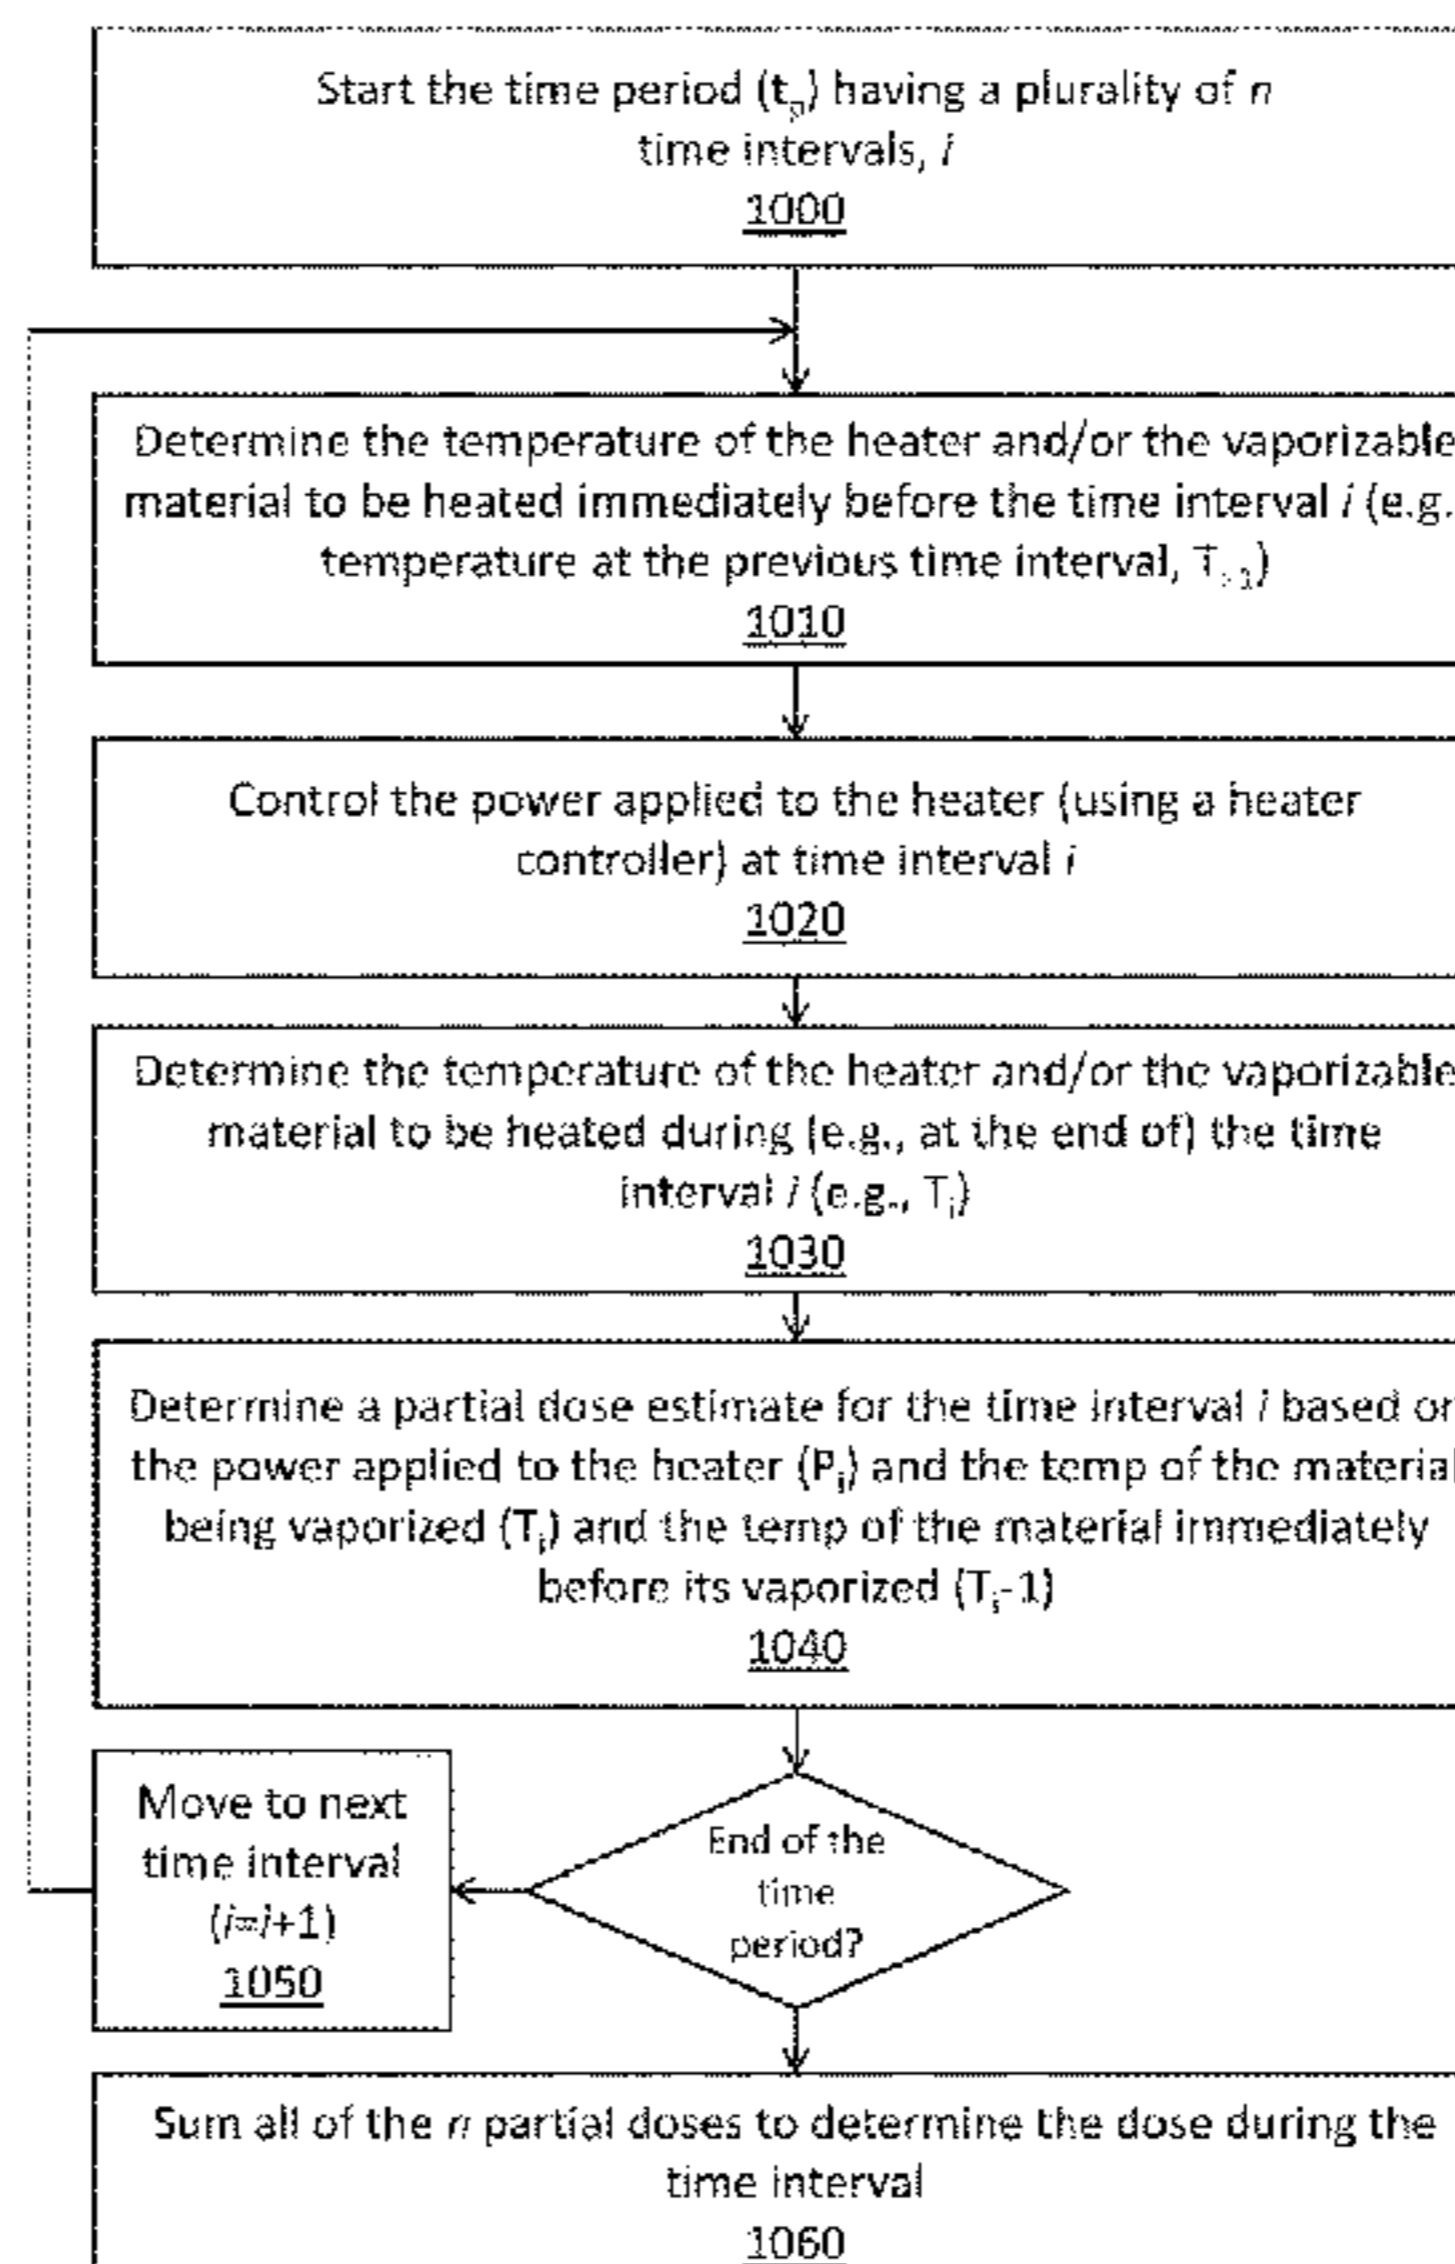 Start the time period (tₚ) having a plurality of n
time intervals, i
1000
Determine the temperature of the heater and/or the vaporizable
material to be heated immediately before the time interval i (e.g.
temperature at the previous time interval, Tᵢ₋₁)
1010
Control the power applied to the heater (using a heater
controller) at time interval i
1020
Determine the temperature of the heater and/or the vaporizable
material to be heated during (e.g., at the end of) the time
interval i (e.g., Tᵢ)
1030
Determine a partial dose estimate for the time interval i based on
the power applied to the heater (Pᵢ) and the temp of the material
being vaporized (Tᵢ) and the temp of the material immediately
before its vaporized (Tᵢ-1)
1040
End of the
time
period?
Move to next
time interval
(i=i+1)
1050
Sum all of the n partial doses to determine the dose during the
time interval
1060